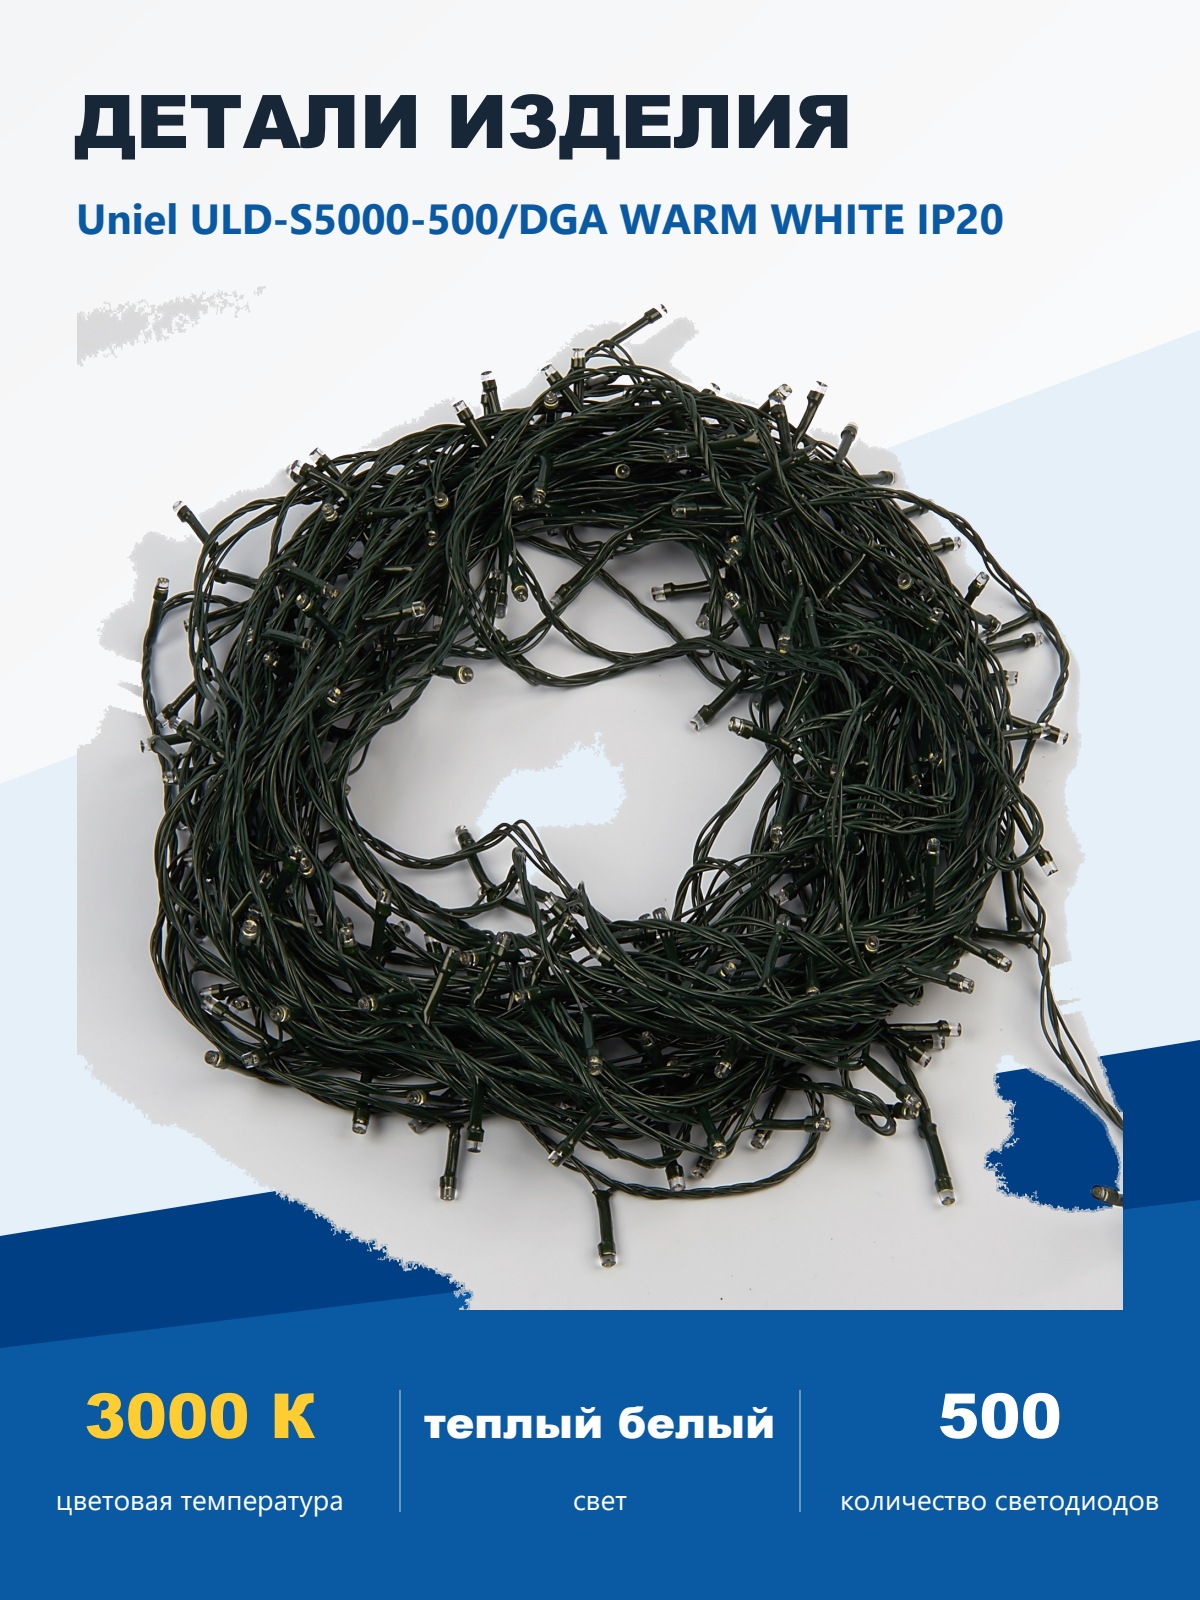 ДЕТАЛИ ИЗДЕЛИЯ
Uniel ULD-S5000-500/DGA WARM WHITE IP20
3000 К
теплый белый
500
цветовая температура
свет
количество светодиодов